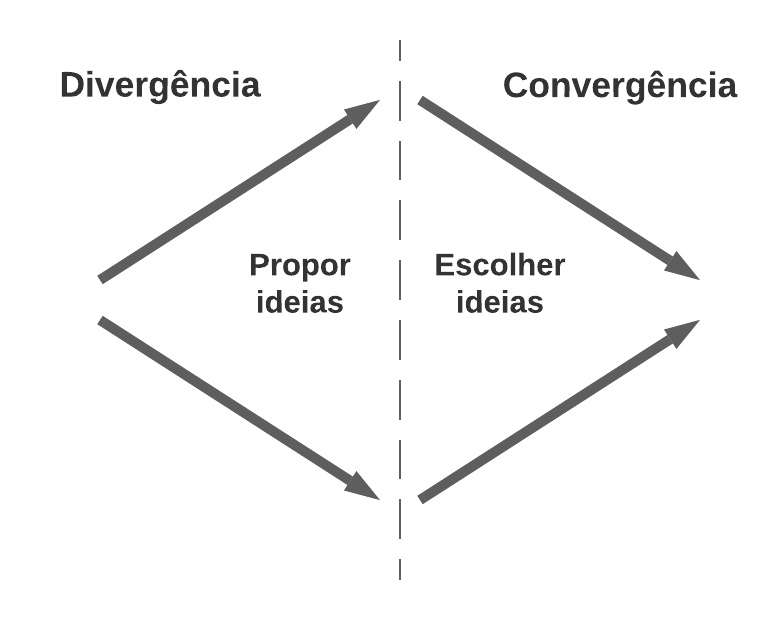 Divergência
Convergência
Propor
ideias
Escolher
ideias